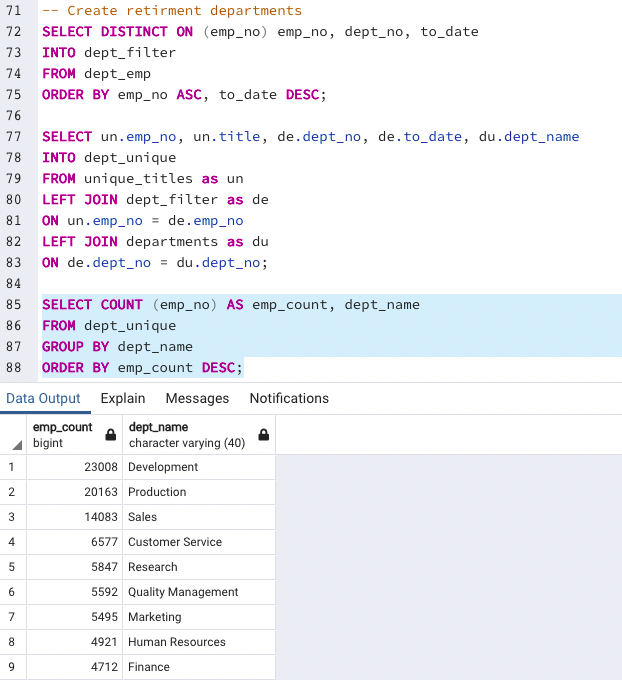 71 -- Create retirment departments
72 SELECT DISTINCT ON (emp_no) emp_no, dept_no, to_date
73 INTO dept_filter
74 FROM dept_emp
75 ORDER BY emp_no ASC, to_date DESC;
76
77 SELECT un.emp_no, un.title, de.dept_no, de.to_date, du.dept_name
78 INTO dept_unique
79 FROM unique_titles as un
80 LEFT JOIN dept_filter as de
81 ON un.emp_no = de.emp_no
82 LEFT JOIN departments as du
83 ON de.dept_no = du.dept_no;
84
85 SELECT COUNT (emp_no) AS emp_count, dept_name
86 FROM dept_unique
87 GROUP BY dept_name
88 ORDER BY emp_count DESC;
Data Output Explain Messages Notifications
emp_count dept_name
bigint character varying (40)
1 23008 Development
2 20163 Production
3 14083 Sales
4 6577 Customer Service
5 5847 Research
6 5592 Quality Management
7 5495 Marketing
8 4921 Human Resources
9 4712 Finance